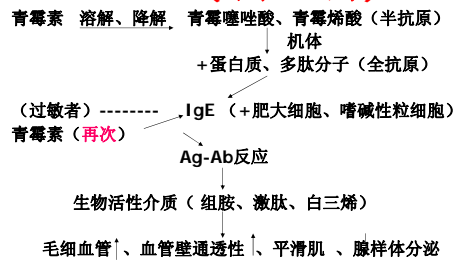 青霉素 溶解、降解 青霉噻唑酸、青霉烯酸（半抗原）
机体
+蛋白质、多肽分子（全抗原）
（过敏者）-------- IgE （+肥大细胞、嗜碱性粒细胞）
青霉素（再次）
Ag-Ab反应
生物活性介质（ 组胺、激肽、白三烯）
毛细血管 、血管壁通透性 、平滑肌 、腺样体分泌